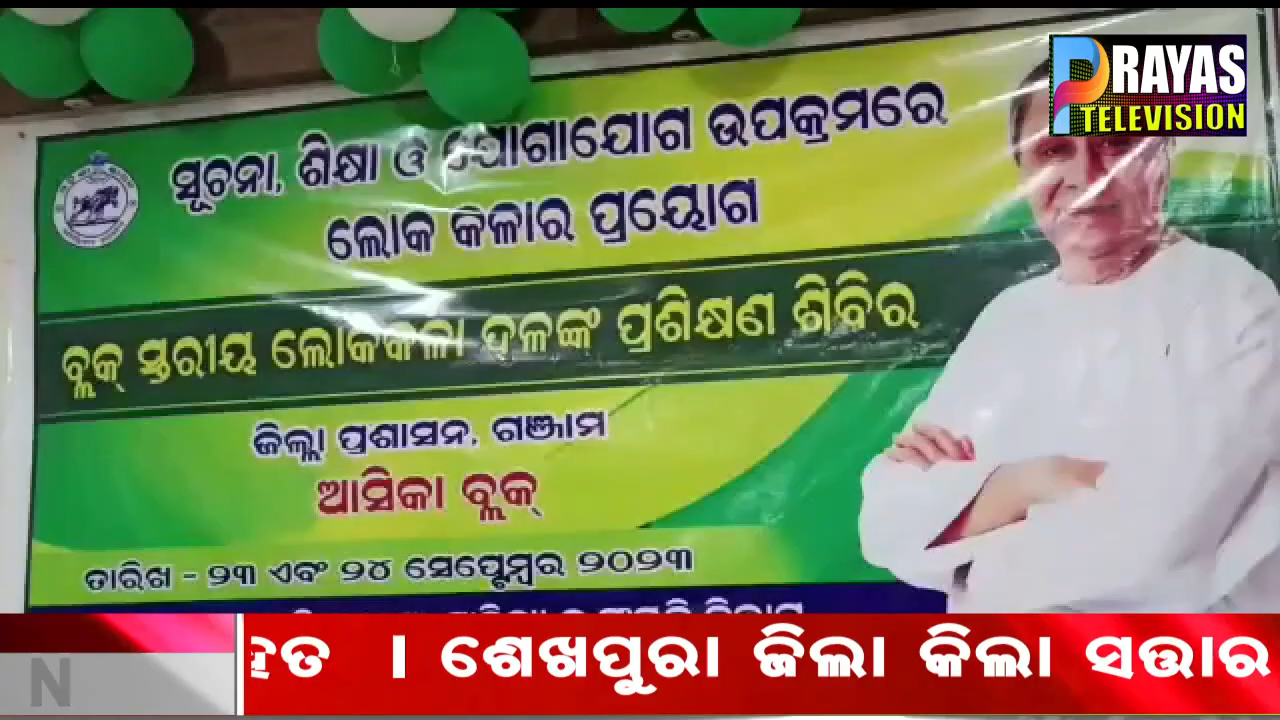 PRAYAS
TELEVISION
ସୂଚନା, ଶିକ୍ଷା ଓ ଯୋଗାଯୋଗ ଉପକ୍ରମରେ
ଲୋକ କଳାର ପ୍ରୟୋଗ
ବ୍ଲକ୍ ସ୍ତରୀୟ ଲୋକକଳା ଦଳଙ୍କ ପ୍ରଶିକ୍ଷଣ ଶିବିର
ଜିଲ୍ଲା ପ୍ରଶାସନ, ଗଞ୍ଜାମ
ଆସିକା ବ୍ଲକ୍
ତାରିଖ - ୨୩ ଏବଂ ୨୪ ସେପ୍ଟେମ୍ବର ୨୦୨୩
N
। ଶେଖପୁରା ଜିଲା କିଲା ସତ୍ତାର